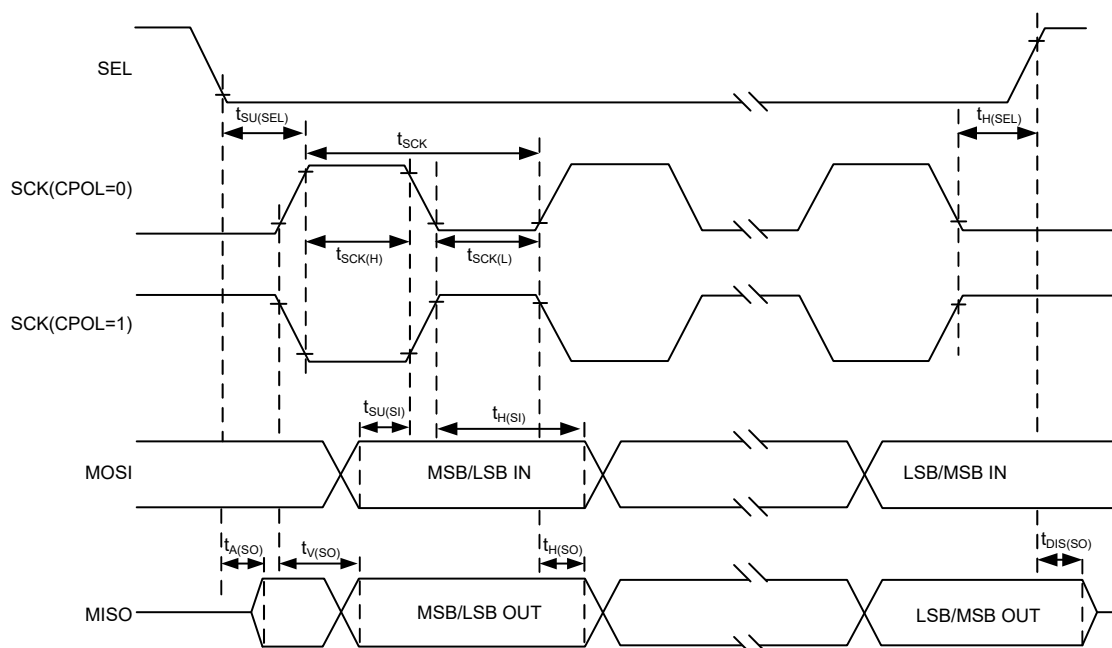 SEL
tSU(SEL)
tH(SEL)
tSCK
SCK(CPOL=0)
tSCK(H)
tSCK(L)
SCK(CPOL=1)
tSU(SI)
tH(SI)
MOSI
MSB/LSB IN
LSB/MSB IN
tA(SO)
tV(SO)
tH(SO)
tDIS(SO)
MISO
MSB/LSB OUT
LSB/MSB OUT